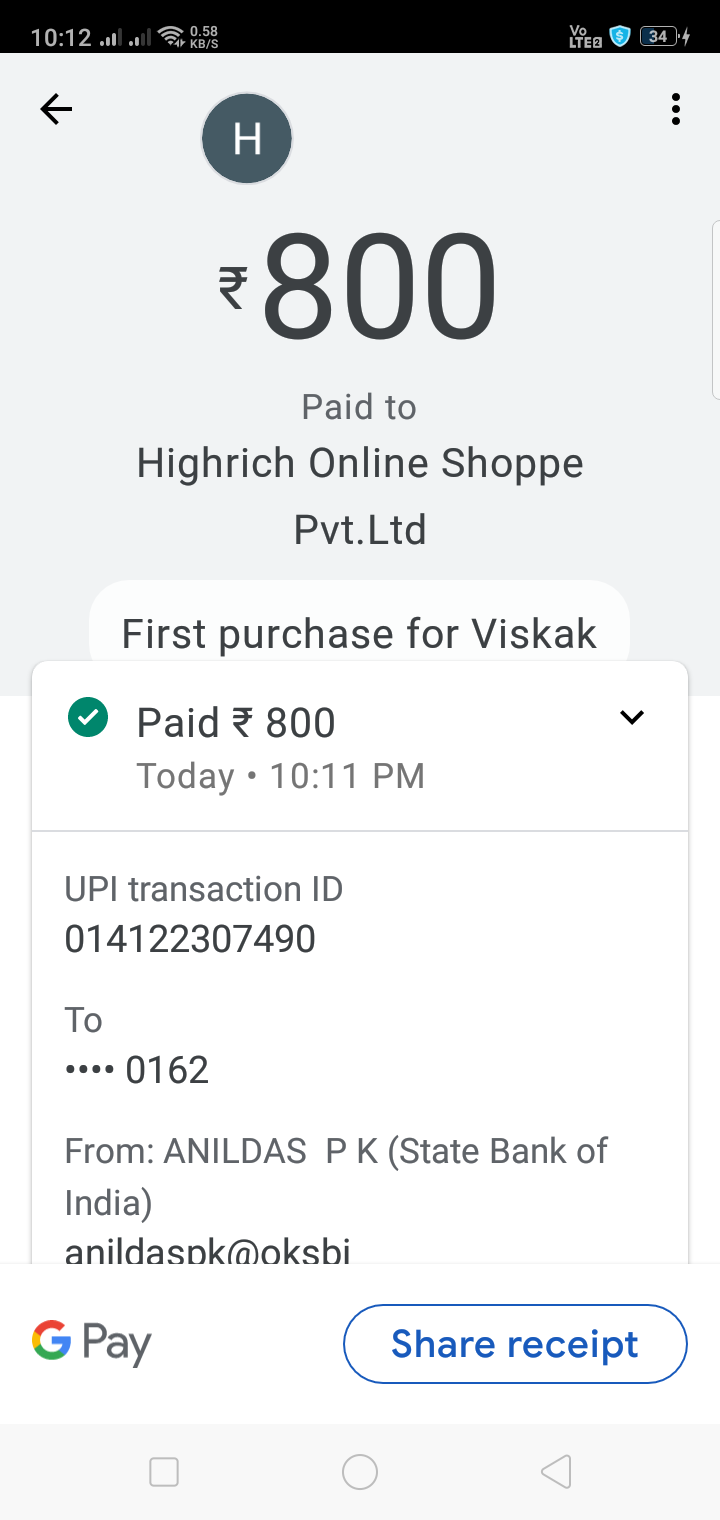 10:12 0.58 KB/S Vo LTE2 34
H
₹800
Paid to
Highrich Online Shoppe
Pvt.Ltd
First purchase for Viskak
Paid ₹ 800
Today • 10:11 PM
UPI transaction ID
014122307490
To
•••• 0162
From: ANILDAS P K (State Bank of
India)
anildaspk@oksbi
G Pay
Share receipt